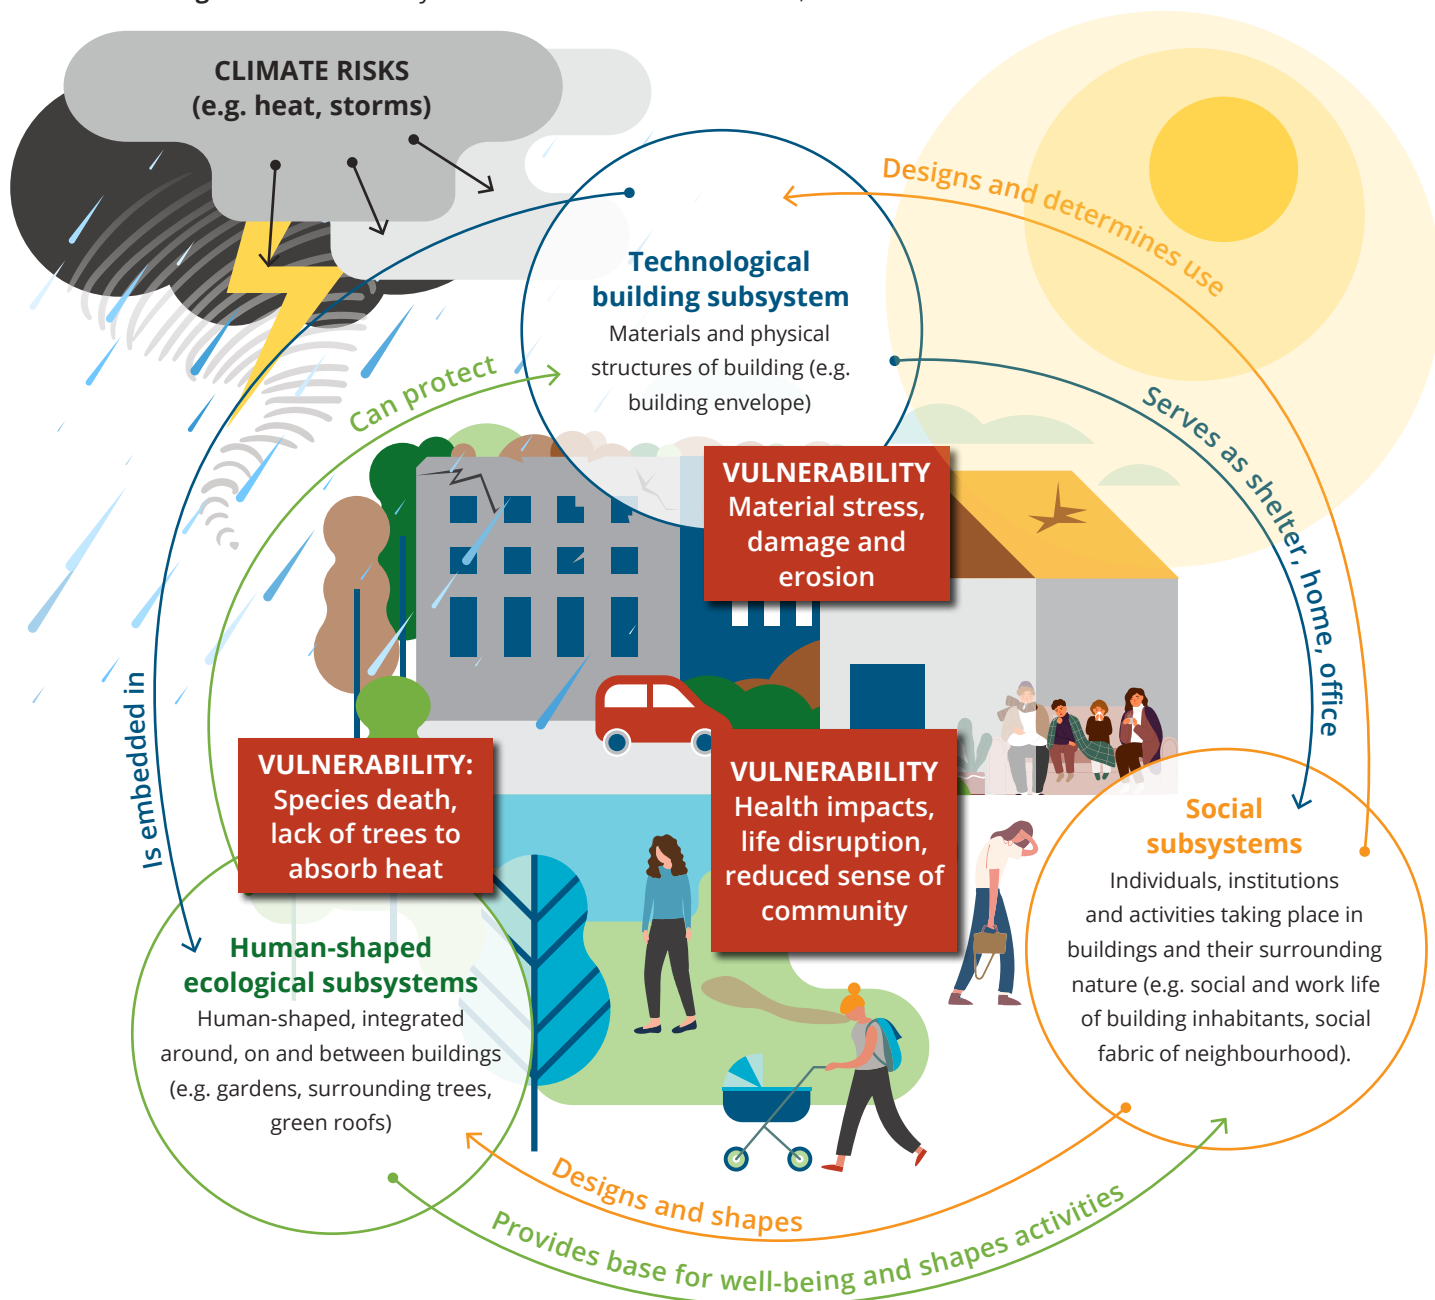 CLIMATE RISKS
(e.g. heat, storms)
Designs and determines use
Technological
building subsystem
Materials and physical
structures of building (e.g.
building envelope)
Can protect
Serves as shelter, home, office
VULNERABILITY
Material stress,
damage and
erosion
Is embedded in
VULNERABILITY:
Species death,
lack of trees to
absorb heat
VULNERABILITY
Health impacts,
life disruption,
reduced sense of
community
Social
subsystems
Individuals, institutions
and activities taking place in
buildings and their surrounding
nature (e.g. social and work life
of building inhabitants, social
fabric of neighbourhood).
Human-shaped
ecological subsystems
Human-shaped, integrated
around, on and between buildings
(e.g. gardens, surrounding trees,
green roofs)
Designs and shapes
Provides base for well-being and shapes activities